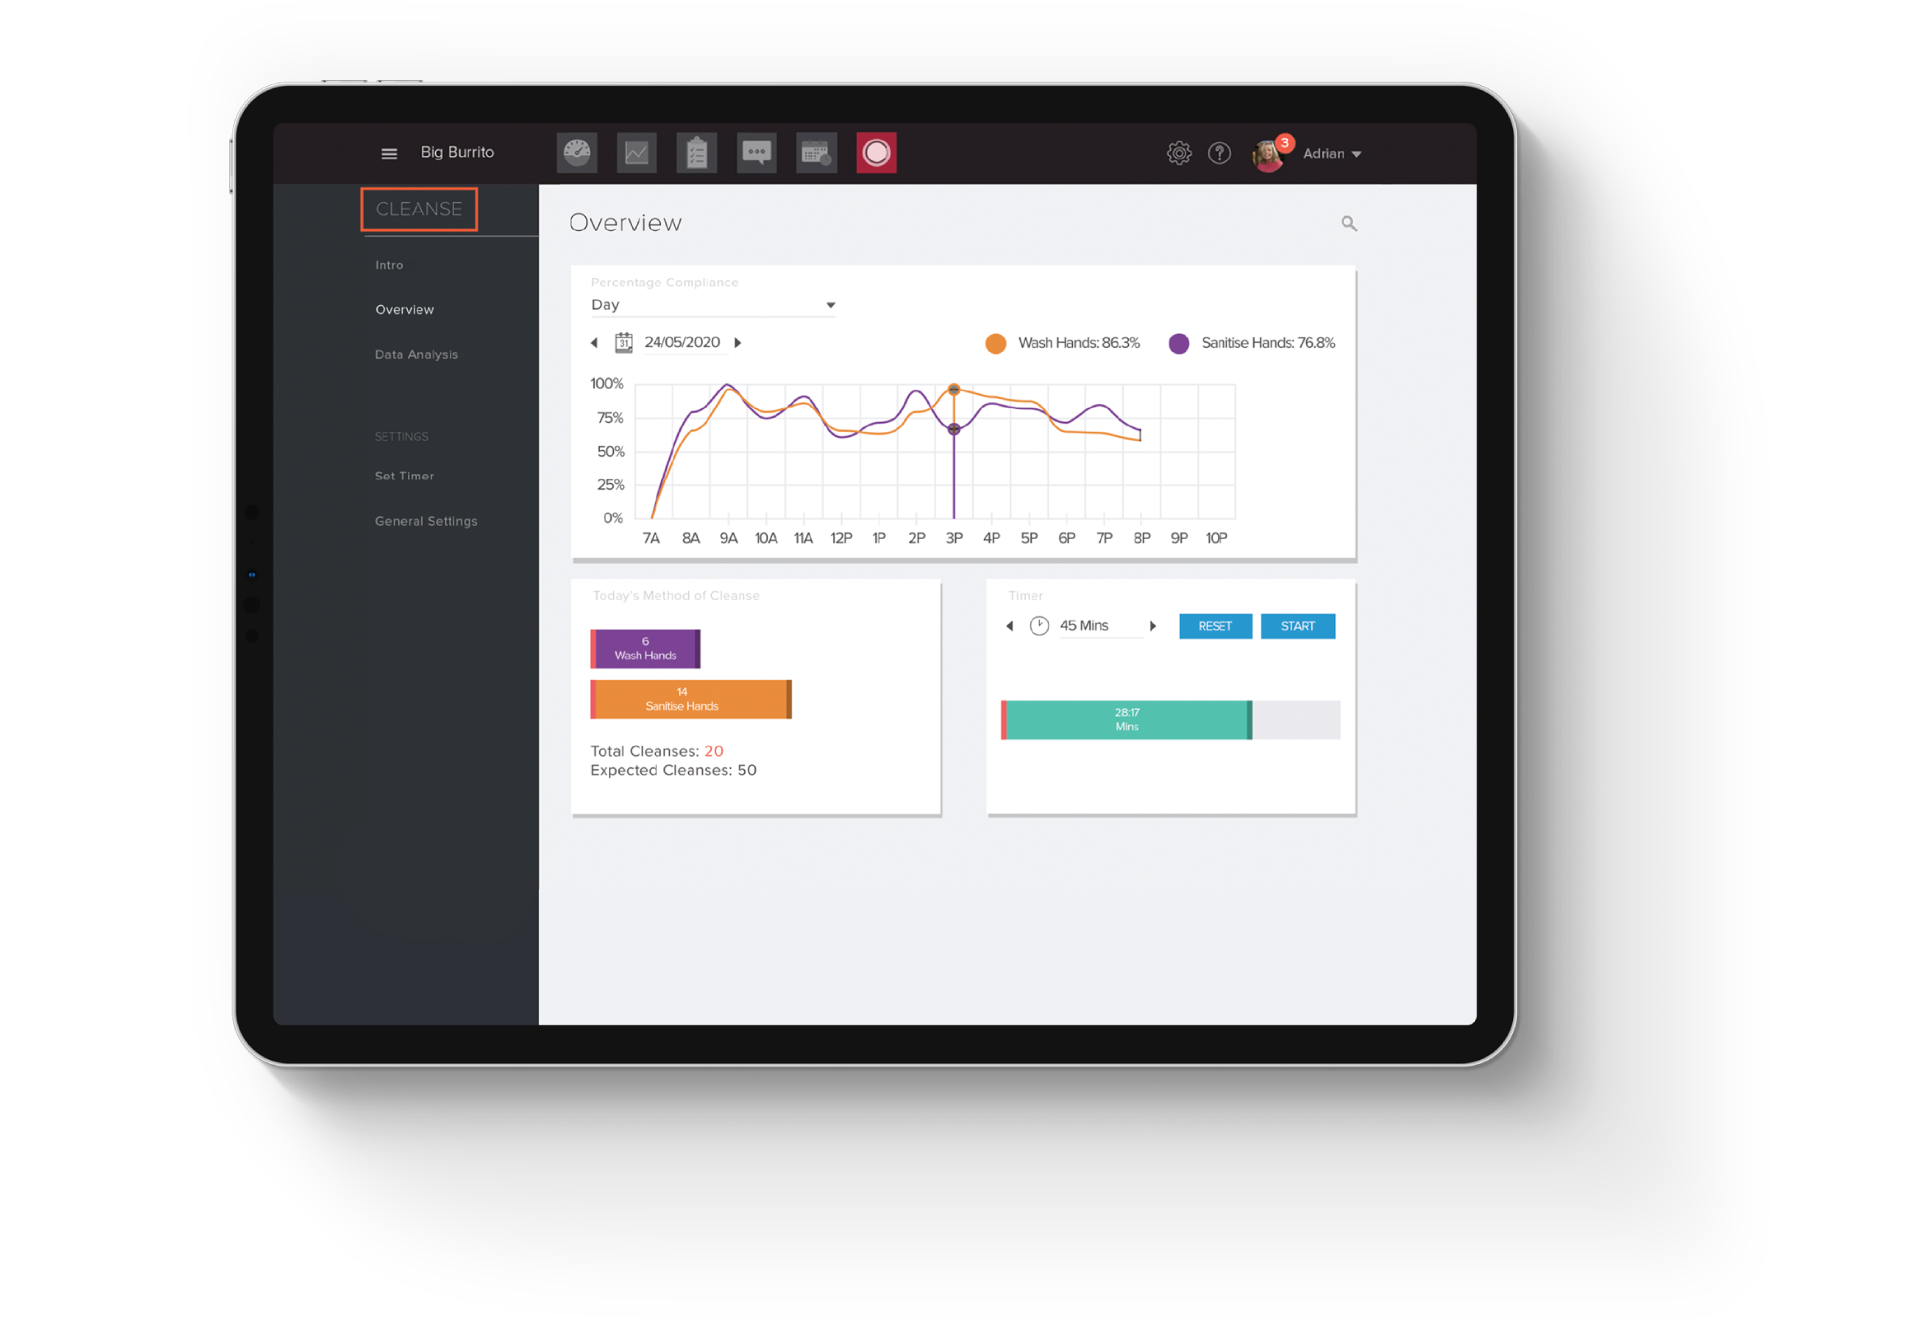 Big Burrito
3
Adrian
CLEANSE
Intro
Overview
Data Analysis
SETTINGS
Set Timer
General Settings
Overview
Percentage Compliance
Day
31
24/05/2020
Wash Hands: 86.3%
Sanitise Hands: 76.8%
100%
75%
50%
25%
0%
7A 8A 9A 10A 11A 12P 1P 2P 3P 4P 5P 6P 7P 8P 9P 10P
Today's Method of Cleanse
6
Wash Hands
14
Sanitise Hands
Total Cleanses: 20
Expected Cleanses: 50
Timer
45 Mins
RESET
START
28:17
Mins